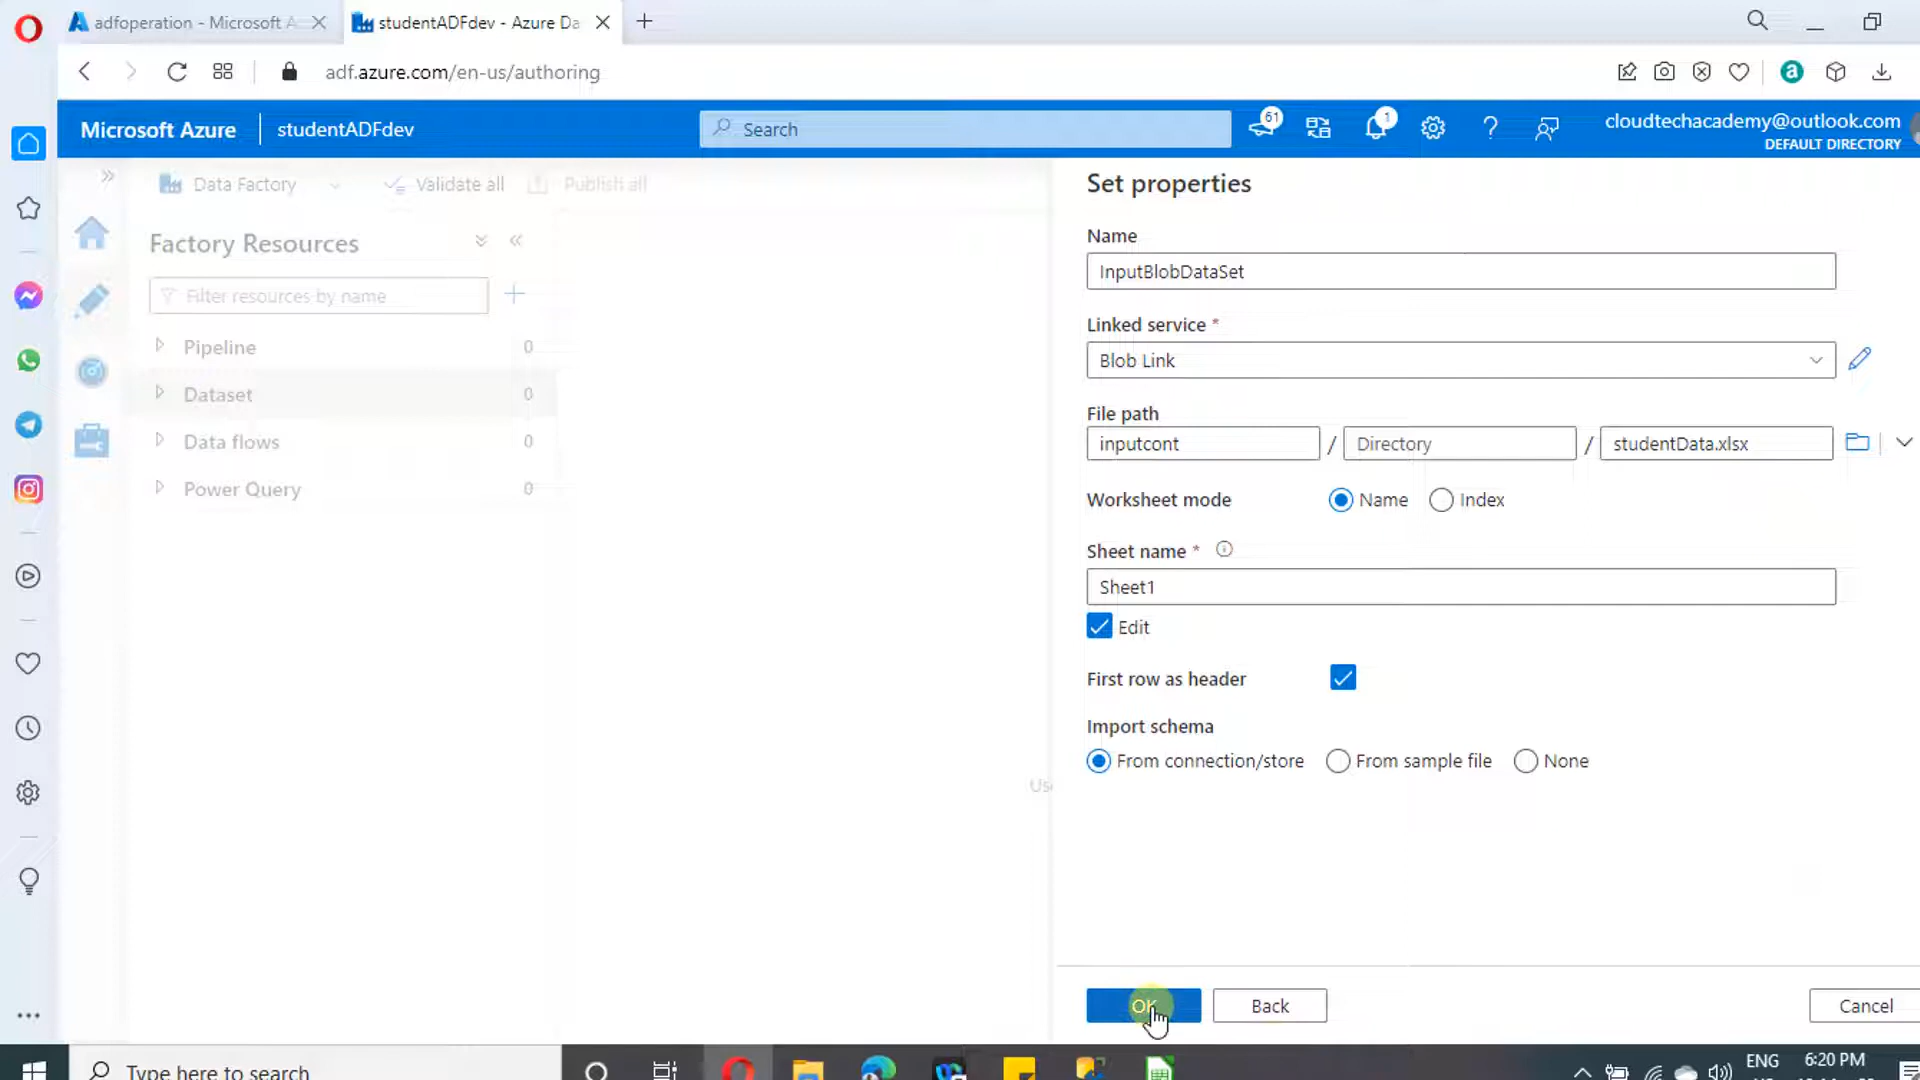 adfoperation - Microsoft A
studentADFdev - Azure Da
adf.azure.com/en-us/authoring
a
Microsoft Azure
studentADFdev
Search
61
1
cloudtechacademy@outlook.com
DEFAULT DIRECTORY
Data Factory
Validate all
Publish all
Factory Resources
Filter resources by name
Pipeline 0
Dataset 0
Data flows 0
Power Query 0
Use
Set properties
Name
InputBlobDataSet
Linked service *
Blob Link
File path
inputcont / Directory / studentData.xlsx
Worksheet mode Name Index
Sheet name *
Sheet1
Edit
First row as header
Import schema
From connection/store From sample file None
OK Back Cancel
Type here to search
ENG
6:20 PM